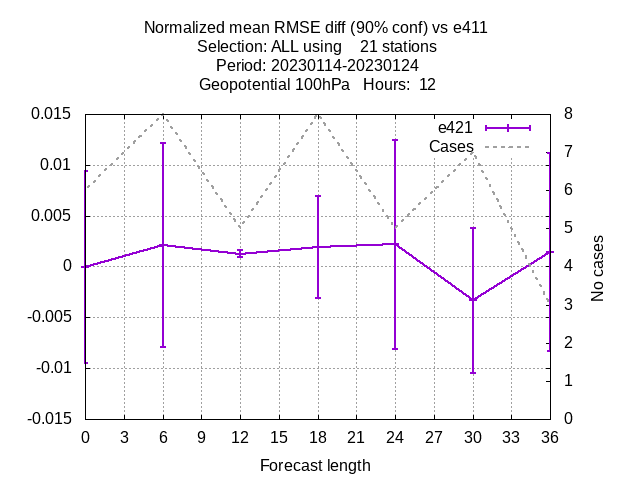 Normalized mean RMSE diff (90% conf) vs e411
Selection: ALL using    21 stations
Period: 20230114-20230124
Geopotential 100hPa   Hours:  12
0.015
0.01
0.005
0
-0.005
-0.01
-0.015
e421
Cases
8
7
6
5
4
3
2
1
0
No cases
0 3 6 9 12 15 18 21 24 27 30 33 36
Forecast length